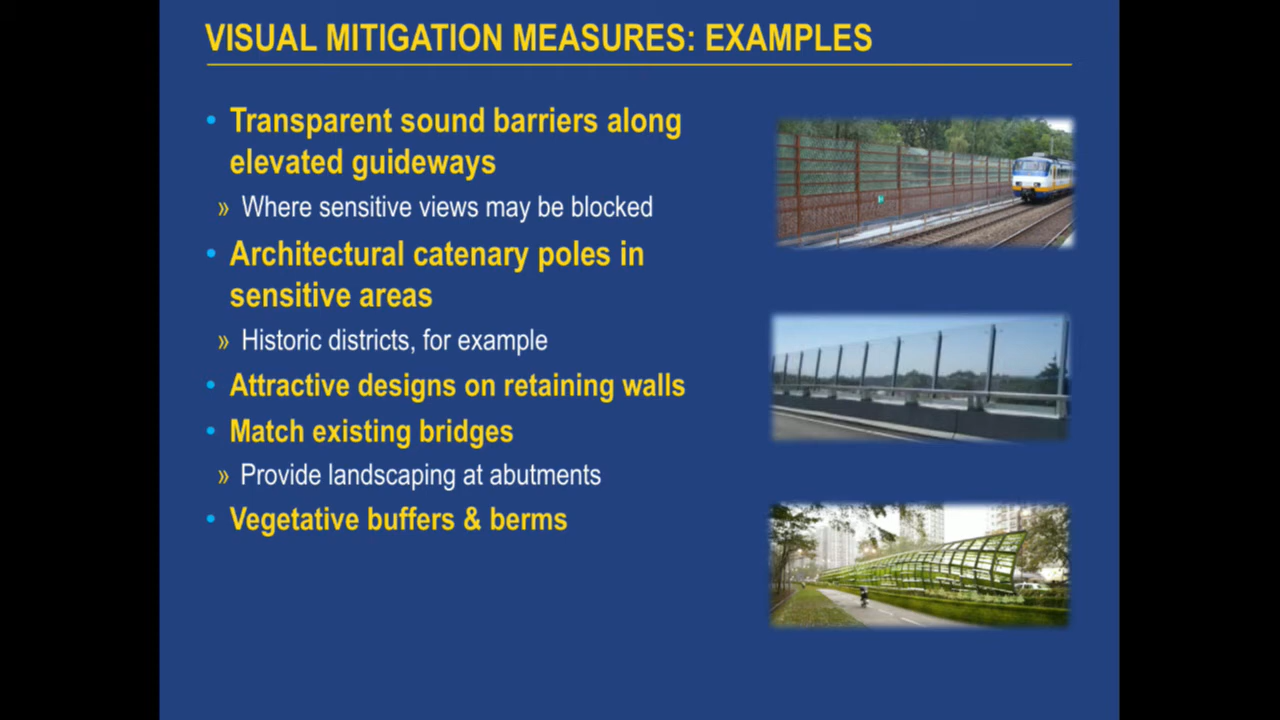 VISUAL MITIGATION MEASURES: EXAMPLES
• Transparent sound barriers along
elevated guideways
» Where sensitive views may be blocked
• Architectural catenary poles in
sensitive areas
» Historic districts, for example
• Attractive designs on retaining walls
• Match existing bridges
» Provide landscaping at abutments
• Vegetative buffers & berms